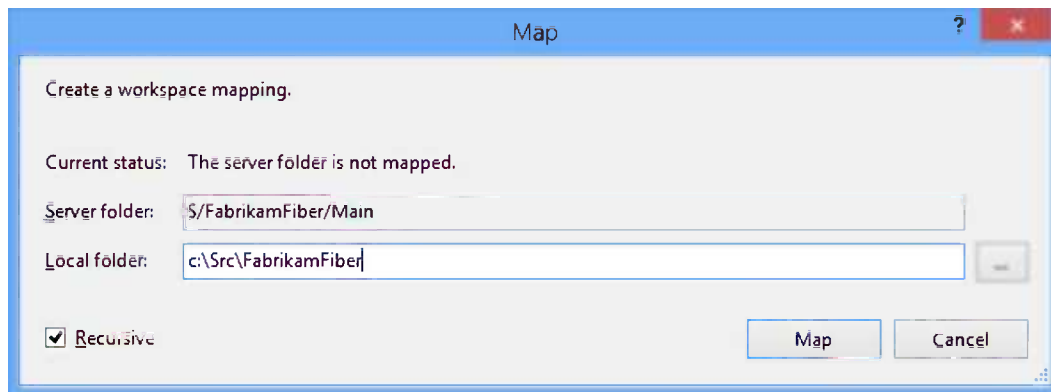 Map
?
Create a workspace mapping.
Current status: The server folder is not mapped.
Server folder: $/FabrikamFiber/Main
Local folder: c:\Src\FabrikamFiber
...
Recursive
Map Cancel